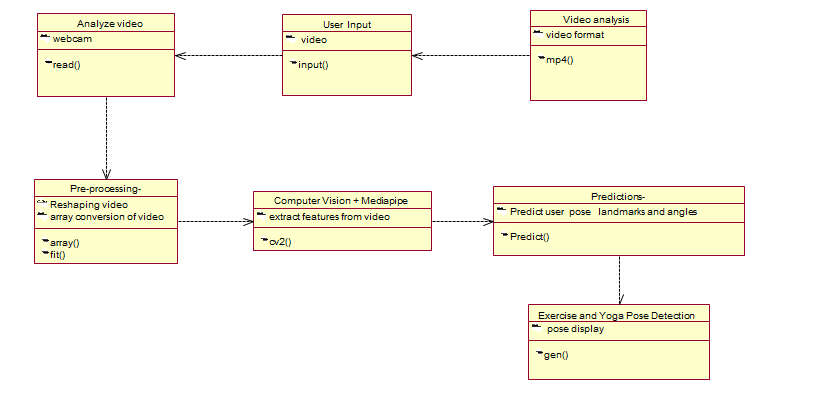 Analyze video
webcam
read()
User Input
video
input()
Video analysis
video format
mp4()
Pre-processing-
Reshaping video
array conversion of video
array()
fit()
Computer Vision + Mediapipe
extract features from video
cv2()
Predictions-
Predict user pose landmarks and angles
Predict()
Exercise and Yoga Pose Detection
pose display
gen()